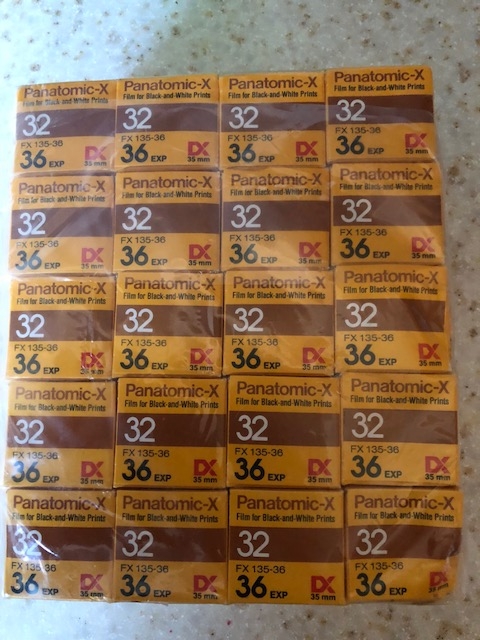 Panatomic-X
Film for Black-and-White Prints
32
FX 135-36
36 EXP DX
35 mm
Panatomic-X
Film for Black-and-White Prints
32
FX 135-36
36 EXP DX
35 mm
Panatomic-X
Film for Black-and-White Prints
32
FX 135-36
36 EXP DX
35 mm
Panatomic-X
Film for Black-and-White Prints
32
FX 135-36
36 EXP DX
35 mm
Panatomic-X
Film for Black-and-White Prints
32
FX 135-36
36 EXP DX
35 mm
Panatomic-X
Film for Black-and-White Prints
32
FX 135-36
36 EXP DX
35 mm
Panatomic-X
Film for Black-and-White Prints
32
FX 135-36
36 EXP DX
35 mm
Panatomic-X
Film for Black-and-White Prints
32
FX 135-36
36 EXP DX
35 mm
Panatomic-X
Film for Black-and-White Prints
32
FX 135-36
36 EXP DX
35 mm
Panatomic-X
Film for Black-and-White Prints
32
FX 135-36
36 EXP DX
35 mm
Panatomic-X
Film for Black-and-White Prints
32
FX 135-36
36 EXP DX
35 mm
Panatomic-X
Film for Black-and-White Prints
32
FX 135-36
36 EXP DX
35 mm
Panatomic-X
Film for Black-and-White Prints
32
FX 135-36
36 EXP DX
35 mm
Panatomic-X
Film for Black-and-White Prints
32
FX 135-36
36 EXP DX
35 mm
Panatomic-X
Film for Black-and-White Prints
32
FX 135-36
36 EXP DX
35 mm
Panatomic-X
Film for Black-and-White Prints
32
FX 135-36
36 EXP DX
35 mm
Panatomic-X
Film for Black-and-White Prints
32
FX 135-36
36 EXP DX
35 mm
Panatomic-X
Film for Black-and-White Prints
32
FX 135-36
36 EXP DX
35 mm
Panatomic-X
Film for Black-and-White Prints
32
FX 135-36
36 EXP DX
35 mm
Panatomic-X
Film for Black-and-White Prints
32
FX 135-36
36 EXP DX
35 mm